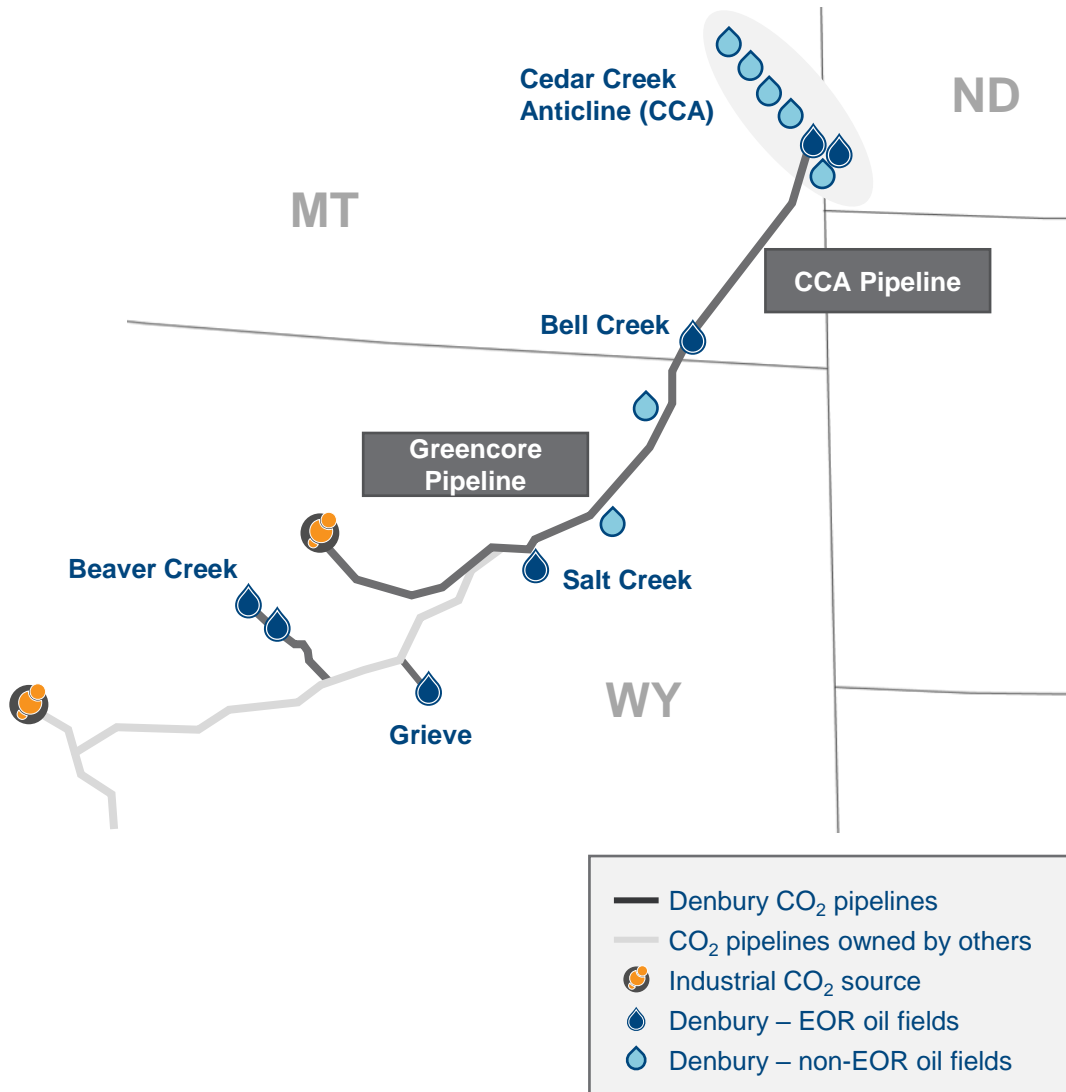 Cedar Creek
Anticline (CCA)
ND
MT
CCA Pipeline
Bell Creek
Greencore
Pipeline
Beaver Creek
Salt Creek
WY
Grieve
Denbury CO₂ pipelines
CO₂ pipelines owned by others
Industrial CO₂ source
Denbury – EOR oil fields
Denbury – non-EOR oil fields